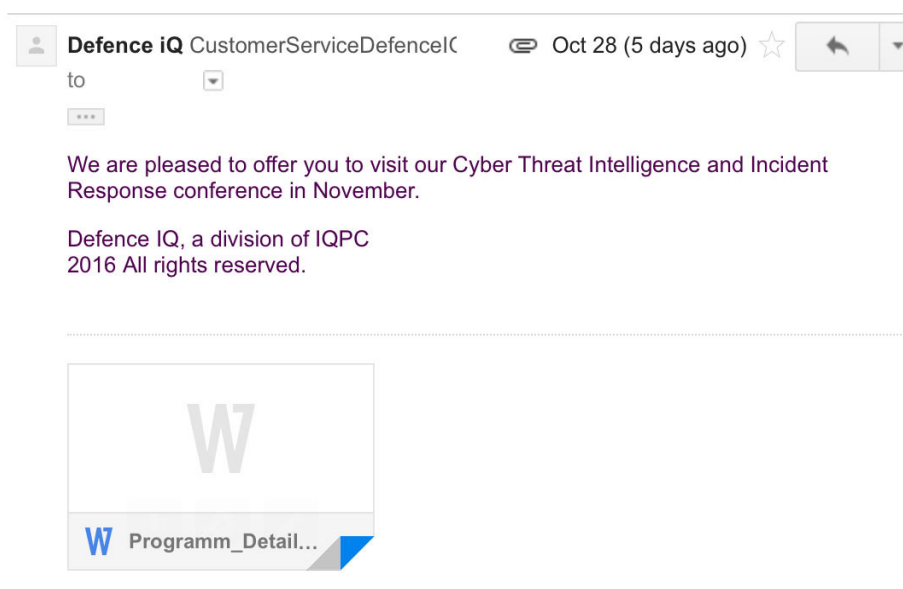 Defence iQ CustomerServiceDefenceI Oct 28 (5 days ago)
to
We are pleased to offer you to visit our Cyber Threat Intelligence and Incident
Response conference in November.
Defence IQ, a division of IQPC
2016 All rights reserved.
W
W Programm_Detail...